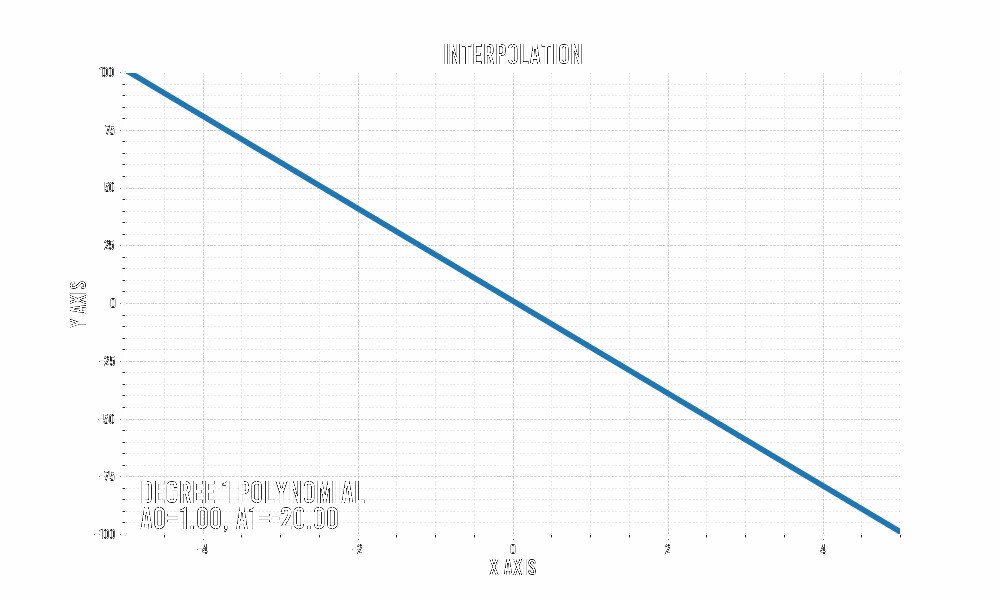 INTERPOLATION
100
75
50
25
0
-25
-50
-75
-100
Y AXIS
DEGREE 1 POLYNOMIAL
A0=1.00, A1=-20.00
-4
-2
0
2
4
X AXIS